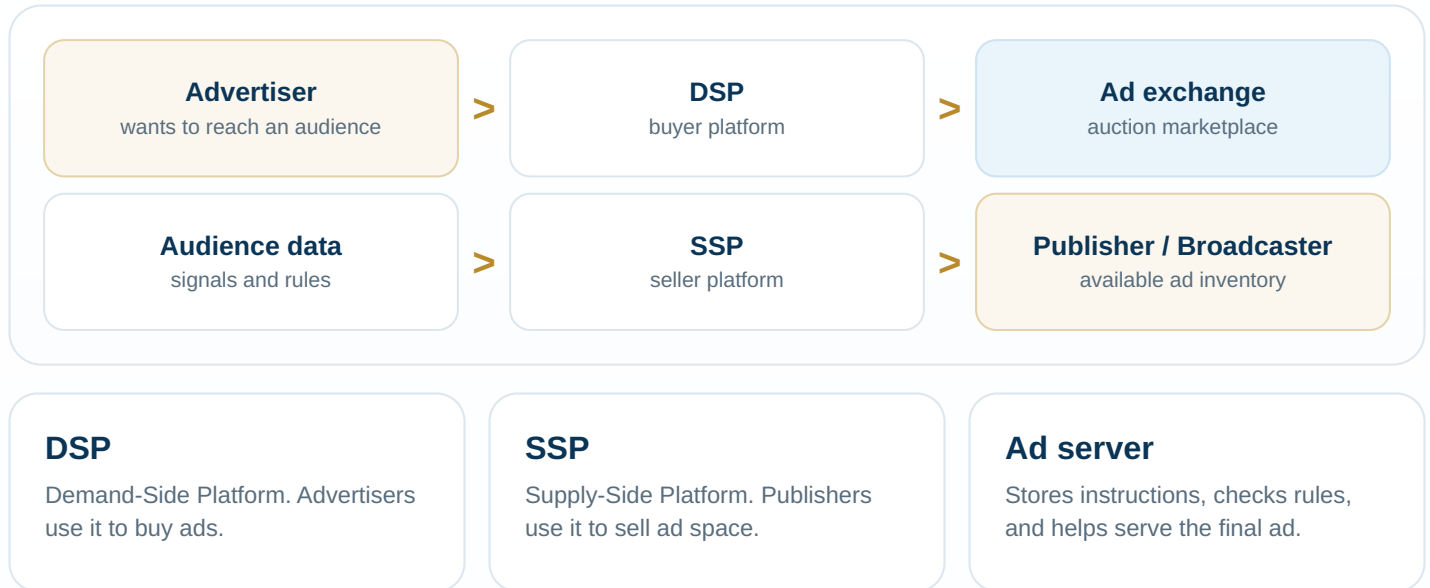 Advertiser
wants to reach an audience
>
DSP
buyer platform
>
Ad exchange
auction marketplace
Audience data
signals and rules
>
SSP
seller platform
>
Publisher / Broadcaster
available ad inventory
DSP
Demand-Side Platform. Advertisers
use it to buy ads.
SSP
Supply-Side Platform. Publishers
use it to sell ad space.
Ad server
Stores instructions, checks rules,
and helps serve the final ad.